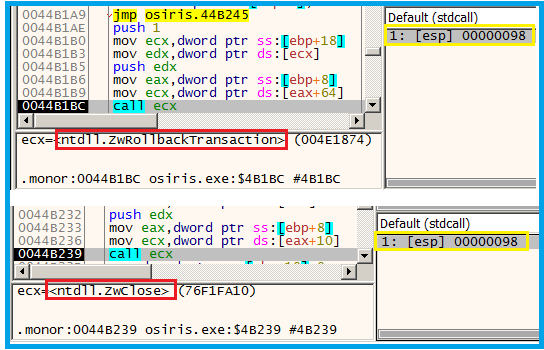 0044B1A9 jmp osiris.44B245
0044B1AE push 1
0044B1B0 mov ecx,dword ptr ss:[ebp+18]
0044B1B3 mov edx,dword ptr ds:[ecx]
0044B1B5 push edx
0044B1B6 mov eax,dword ptr ss:[ebp+8]
0044B1B9 mov ecx,dword ptr ds:[eax+64]
0044B1BC call ecx
Default (stdcall)
1: [esp] 00000098
ecx=<ntdll.ZwRollbackTransaction> (004E1874)
.monor:0044B1BC osiris.exe:$4B1BC #4B1BC
0044B232 push edx
0044B233 mov eax,dword ptr ss:[ebp+8]
0044B236 mov ecx,dword ptr ds:[eax+10]
0044B239 call ecx
Default (stdcall)
1: [esp] 00000098
ecx=<ntdll.ZwClose> (76F1FA10)
.monor:0044B239 osiris.exe:$4B239 #4B239